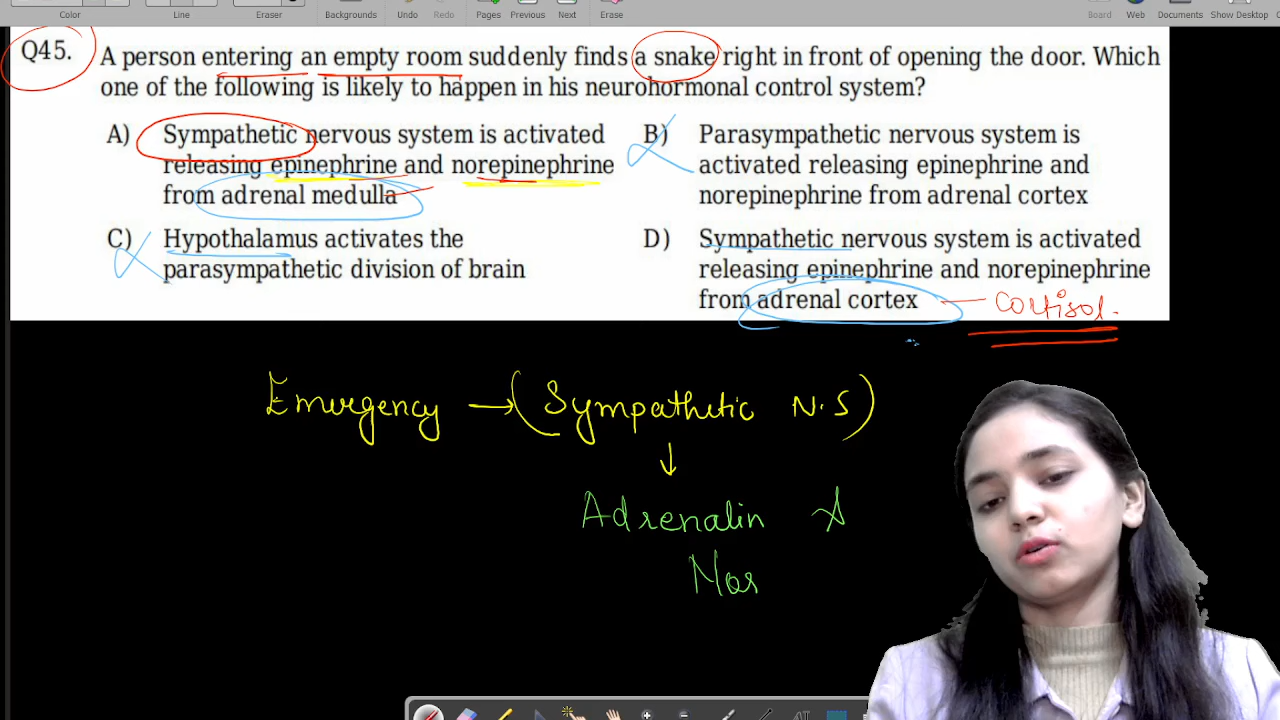 Color Line Eraser Backgrounds Undo Redo Pages Previous Next Erase Board Web Documents Show Desktop
Q45. A person entering an empty room suddenly finds a snake right in front of opening the door. Which
one of the following is likely to happen in his neurohormonal control system?
A) Sympathetic nervous system is activated
releasing epinephrine and norepinephrine
from adrenal medulla
B) Parasympathetic nervous system is
activated releasing epinephrine and
norepinephrine from adrenal cortex
C) Hypothalamus activates the
parasympathetic division of brain
D) Sympathetic nervous system is activated
releasing epinephrine and norepinephrine
from adrenal cortex — Cortisol.
Emergency → (Sympathetic N.S)
↓
Adrenalin &
Nor